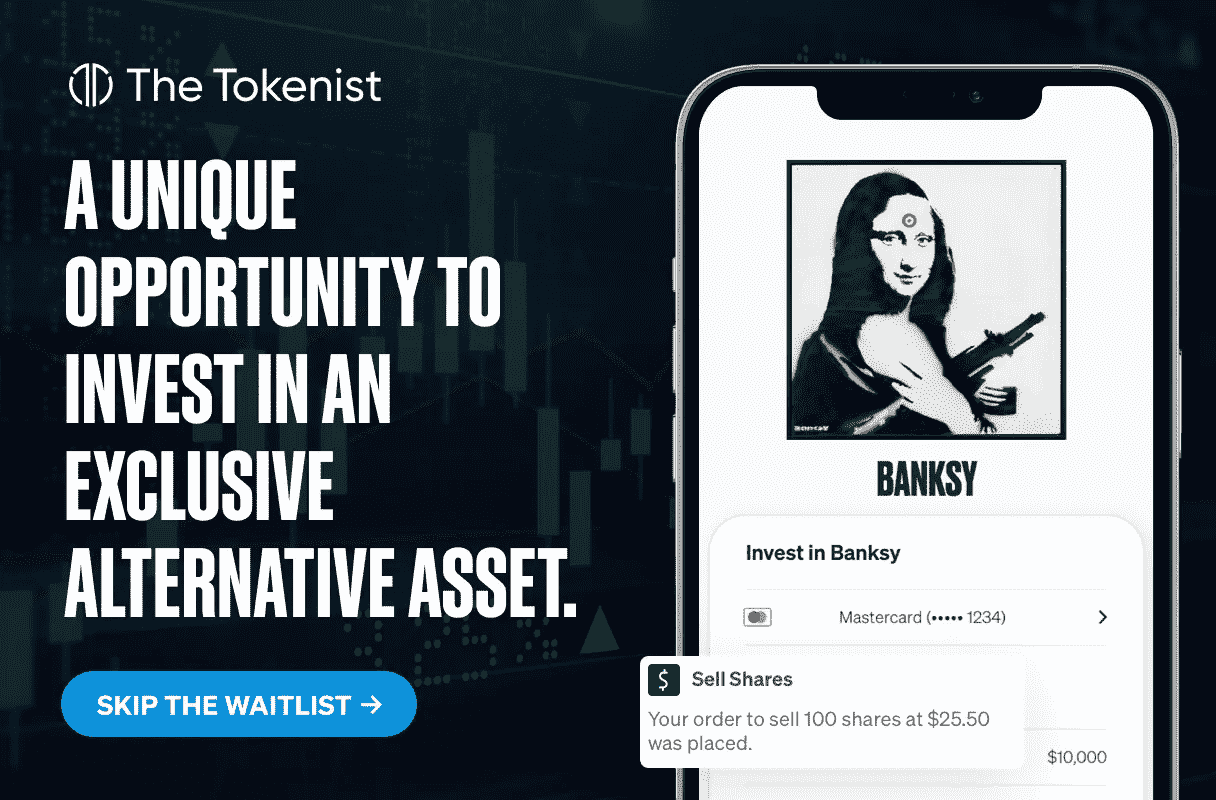 The Tokenist
A UNIQUE
OPPORTUNITY TO
INVEST IN AN
EXCLUSIVE
ALTERNATIVE ASSET.
SKIP THE WAITLIST →
BANKSY
BANKSY
Invest in Banksy
Mastercard (••••• 1234)
$ Sell Shares
Your order to sell 100 shares at $25.50
was placed.
$10,000